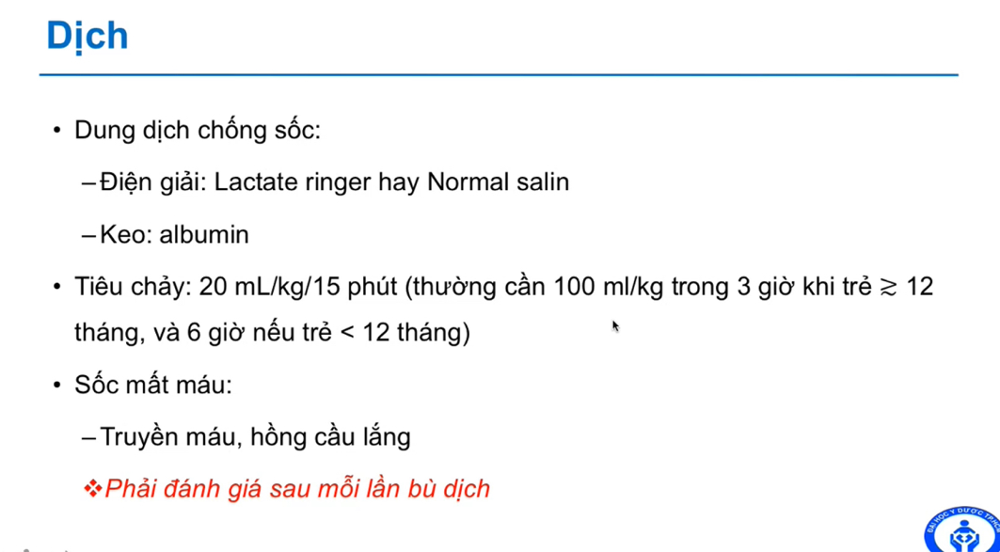 Dịch
• Dung dịch chống sốc:
– Điện giải: Lactate ringer hay Normal salin
– Keo: albumin
• Tiêu chảy: 20 mL/kg/15 phút (thường cần 100 ml/kg trong 3 giờ khi trẻ ≳ 12
tháng, và 6 giờ nếu trẻ < 12 tháng)
• Sốc mất máu:
– Truyền máu, hồng cầu lắng
❖Phải đánh giá sau mỗi lần bù dịch
ĐẠI HỌC Y DƯỢC TP.HC